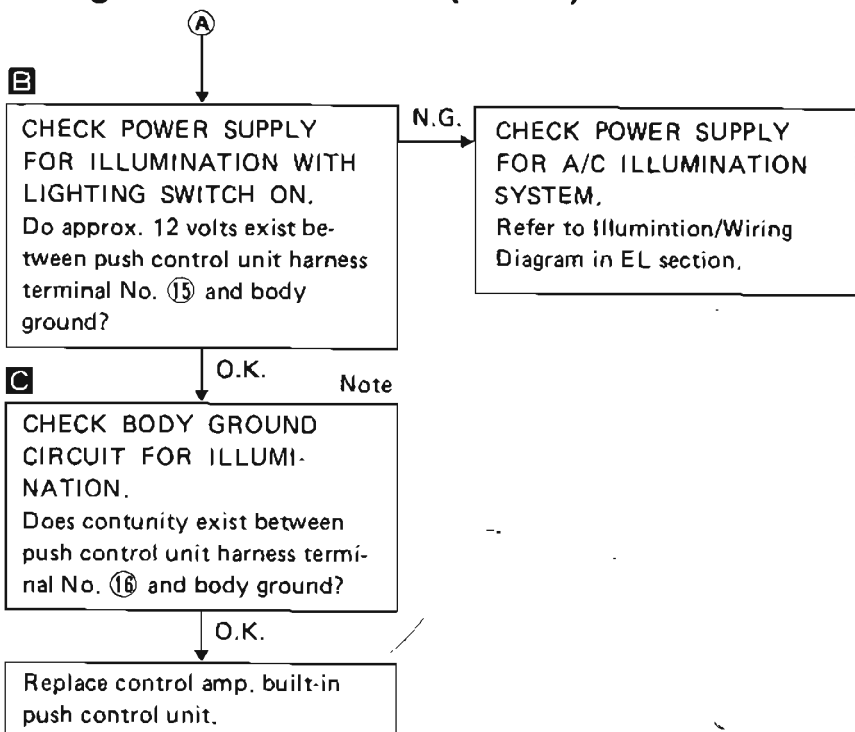 Ⓐ
B
CHECK POWER SUPPLY
FOR ILLUMINATION WITH
LIGHTING SWITCH ON.
Do approx. 12 volts exist be-
tween push control unit harness
terminal No. ⑮ and body
ground?
N.G.
CHECK POWER SUPPLY
FOR A/C ILLUMINATION
SYSTEM.
Refer to Illumintion/Wiring
Diagram in EL section.
O.K.
C
Note
CHECK BODY GROUND
CIRCUIT FOR ILLUMI-
NATION.
Does contunity exist between
push control unit harness termi-
nal No. ⑯ and body ground?
O.K.
Replace control amp. built-in
push control unit.